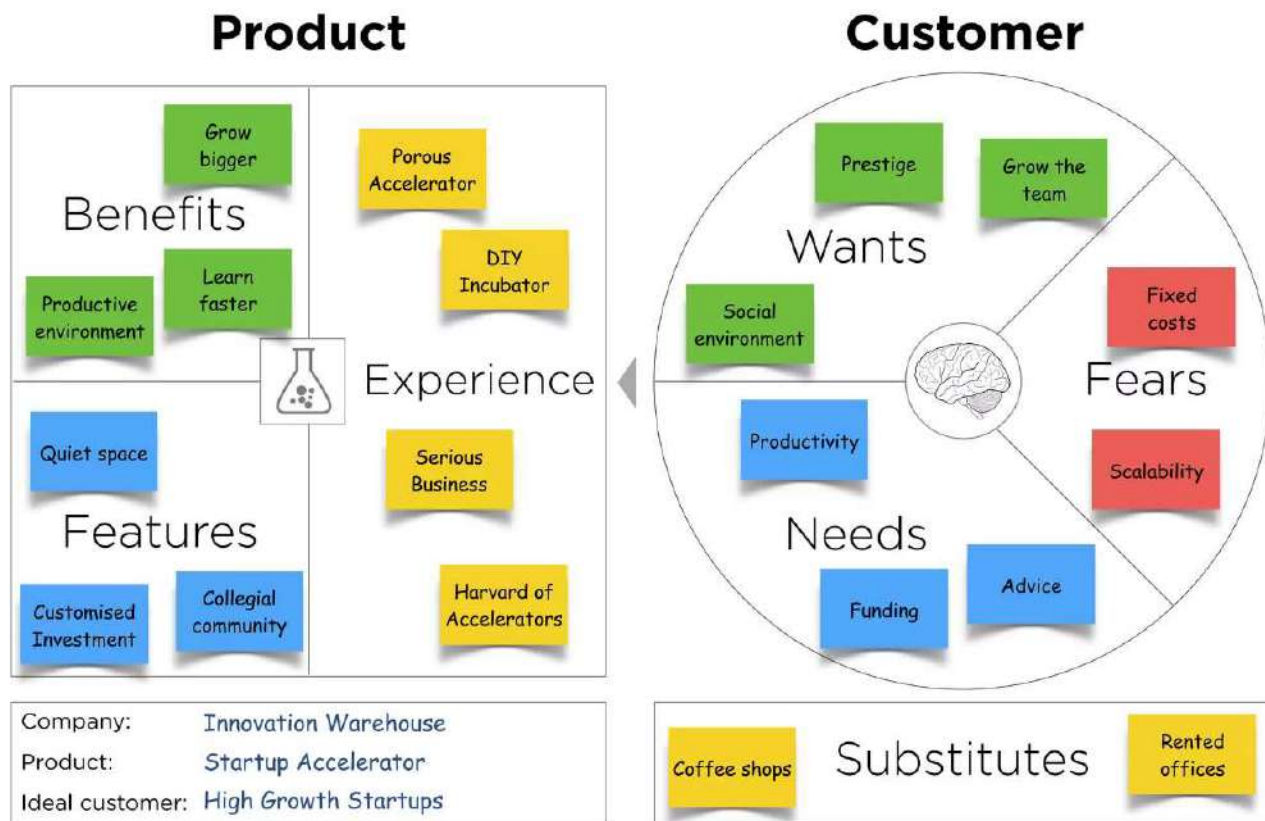 Product
Customer
Grow
bigger
Benefits
Productive
environment
Learn
faster
Porous
Accelerator
DIY
Incubator
Experience
Serious
Business
Harvard of
Accelerators
Quiet space
Features
Customised
Investment
Collegial
community
Prestige
Grow the
team
Wants
Social
environment
Fixed
costs
Fears
Scalability
Productivity
Needs
Funding
Advice
Company: Innovation Warehouse
Product: Startup Accelerator
Ideal customer: High Growth Startups
Coffee shops
Substitutes
Rented
offices